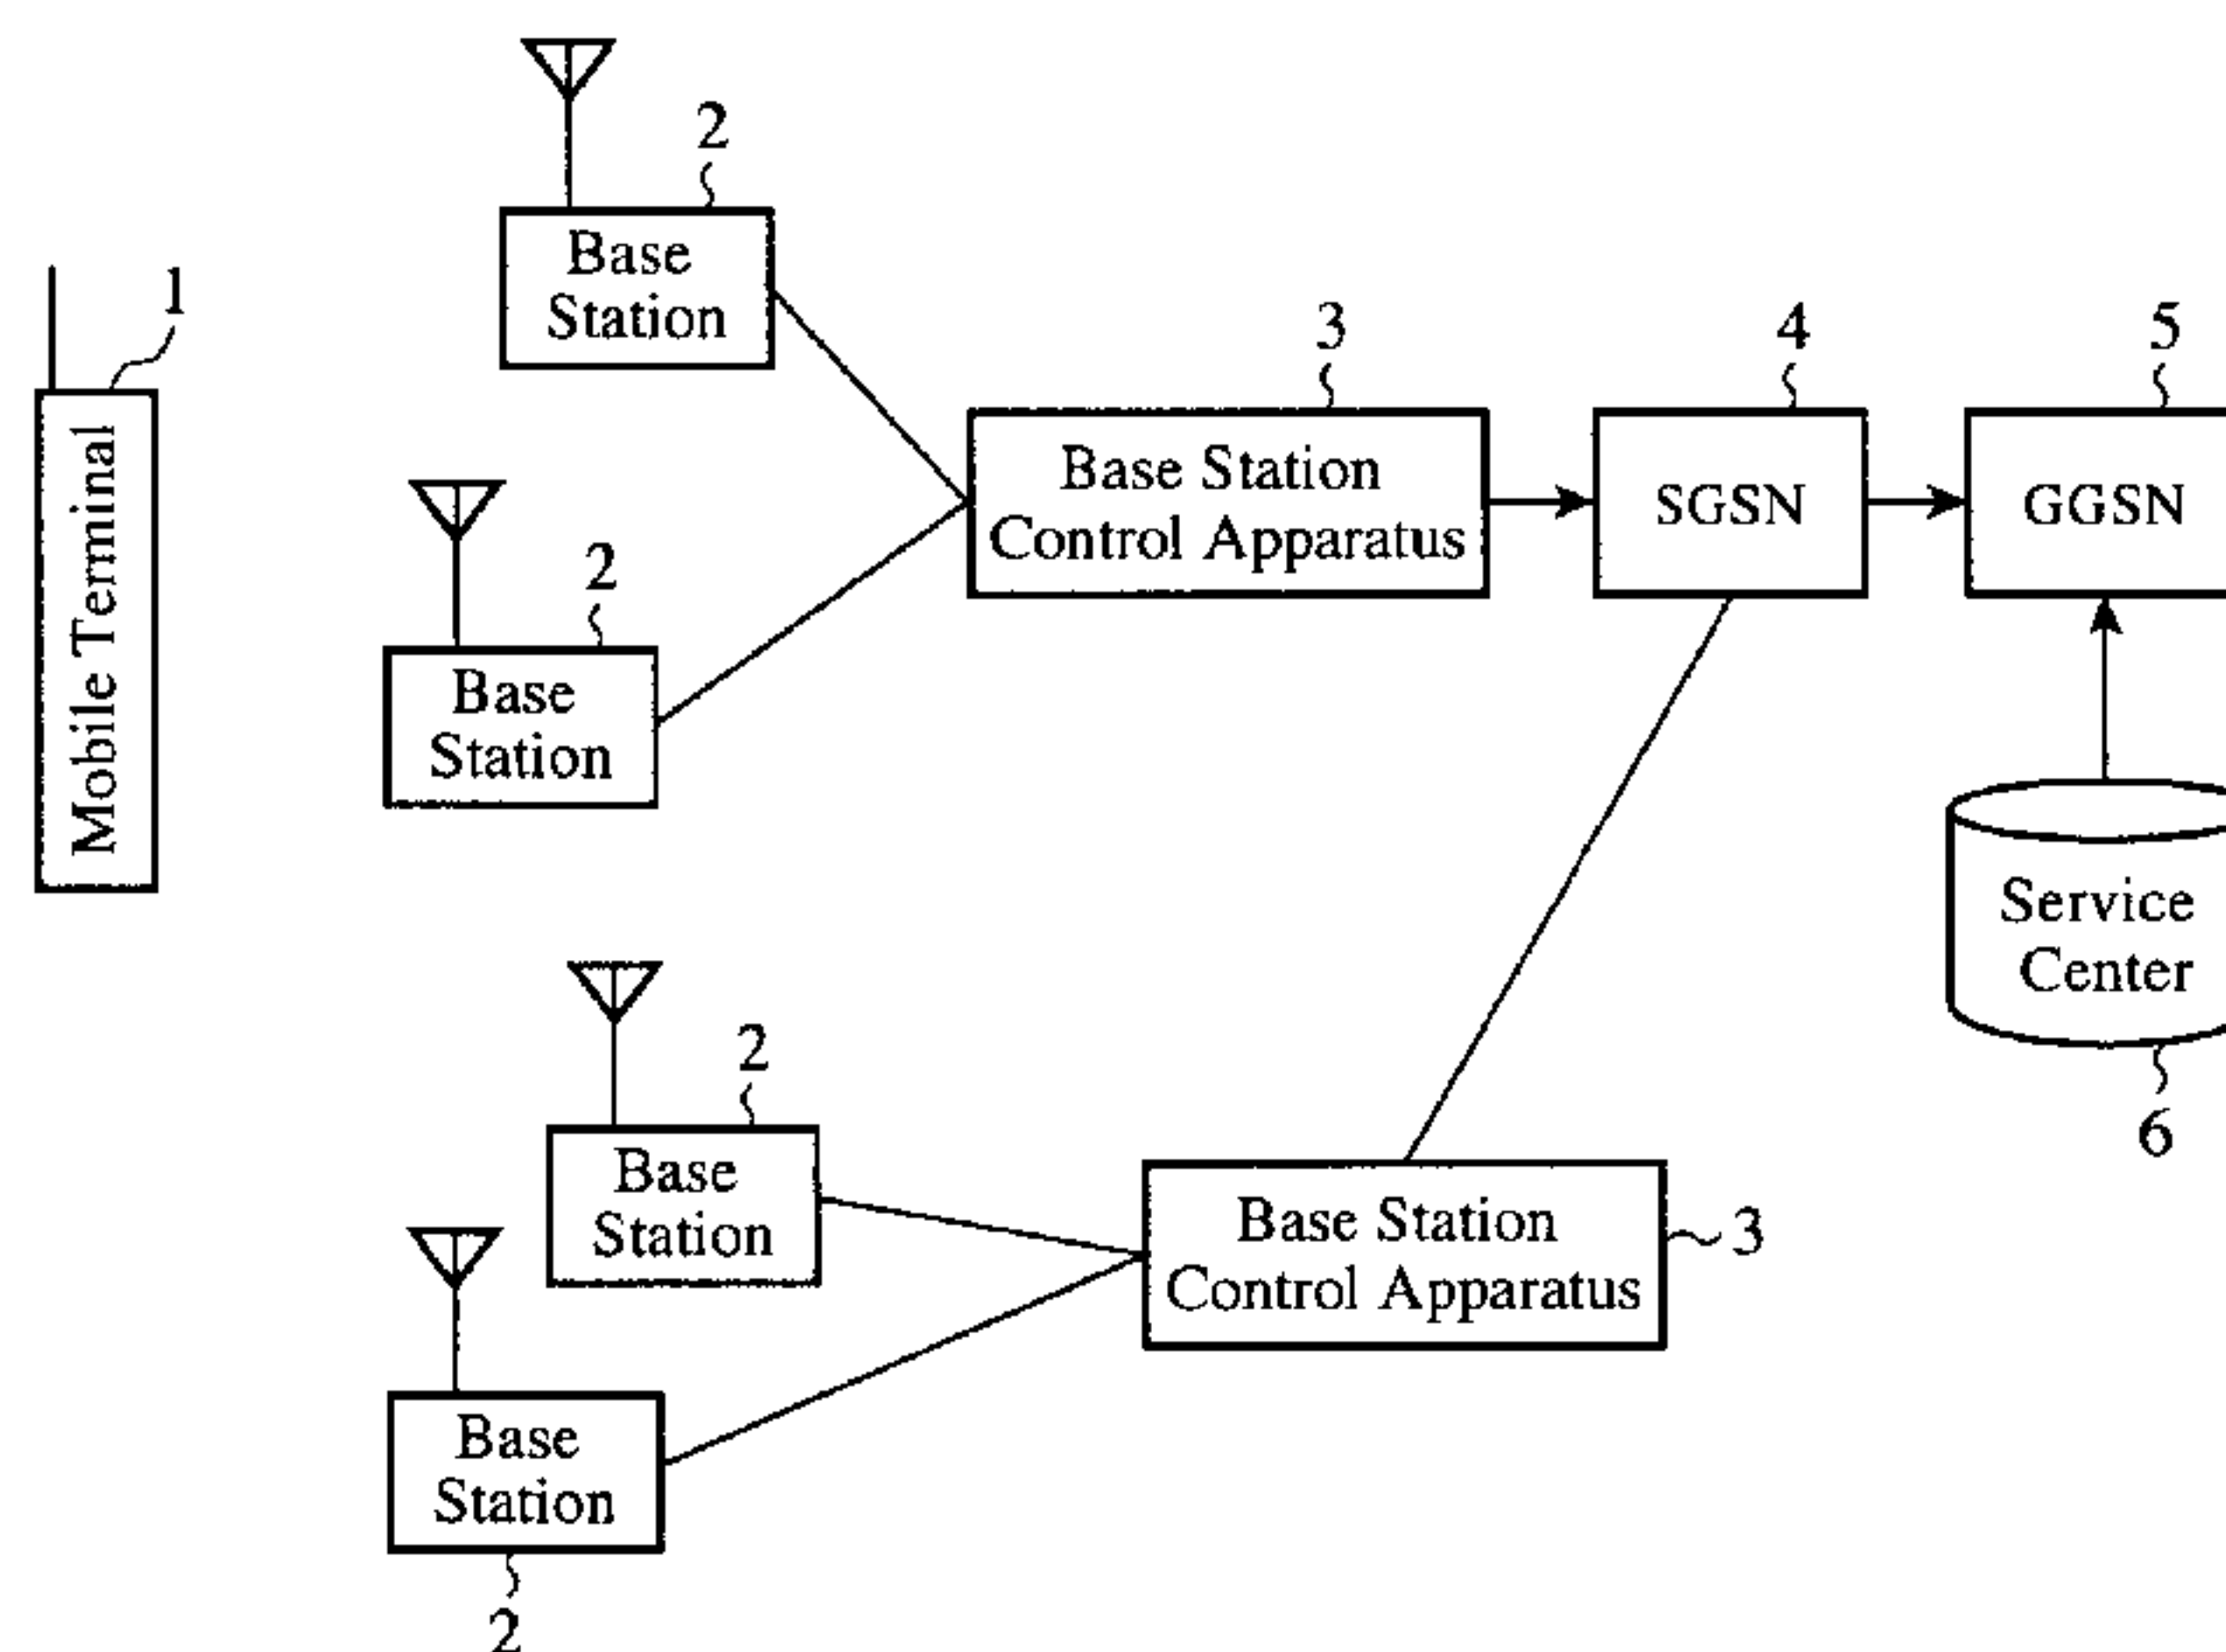 2
Base
Station
1
Mobile Terminal
2
Base
Station
3
Base Station
Control Apparatus
4
SGSN
5
GGSN
Service
Center
6
2
Base
Station
Base Station
Control Apparatus
3
Base
Station
2